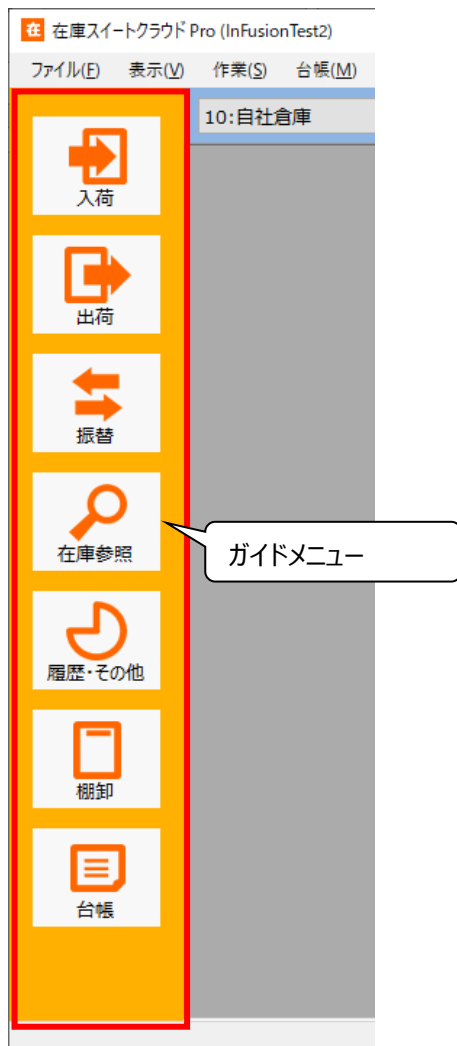 在 在庫スイートクラウド Pro (InFusionTest2)
ファイル(F) 表示(V) 作業(S) 台帳(M)
10:自社倉庫
入荷
出荷
振替
在庫参照
ガイドメニュー
履歴・その他
棚卸
台帳